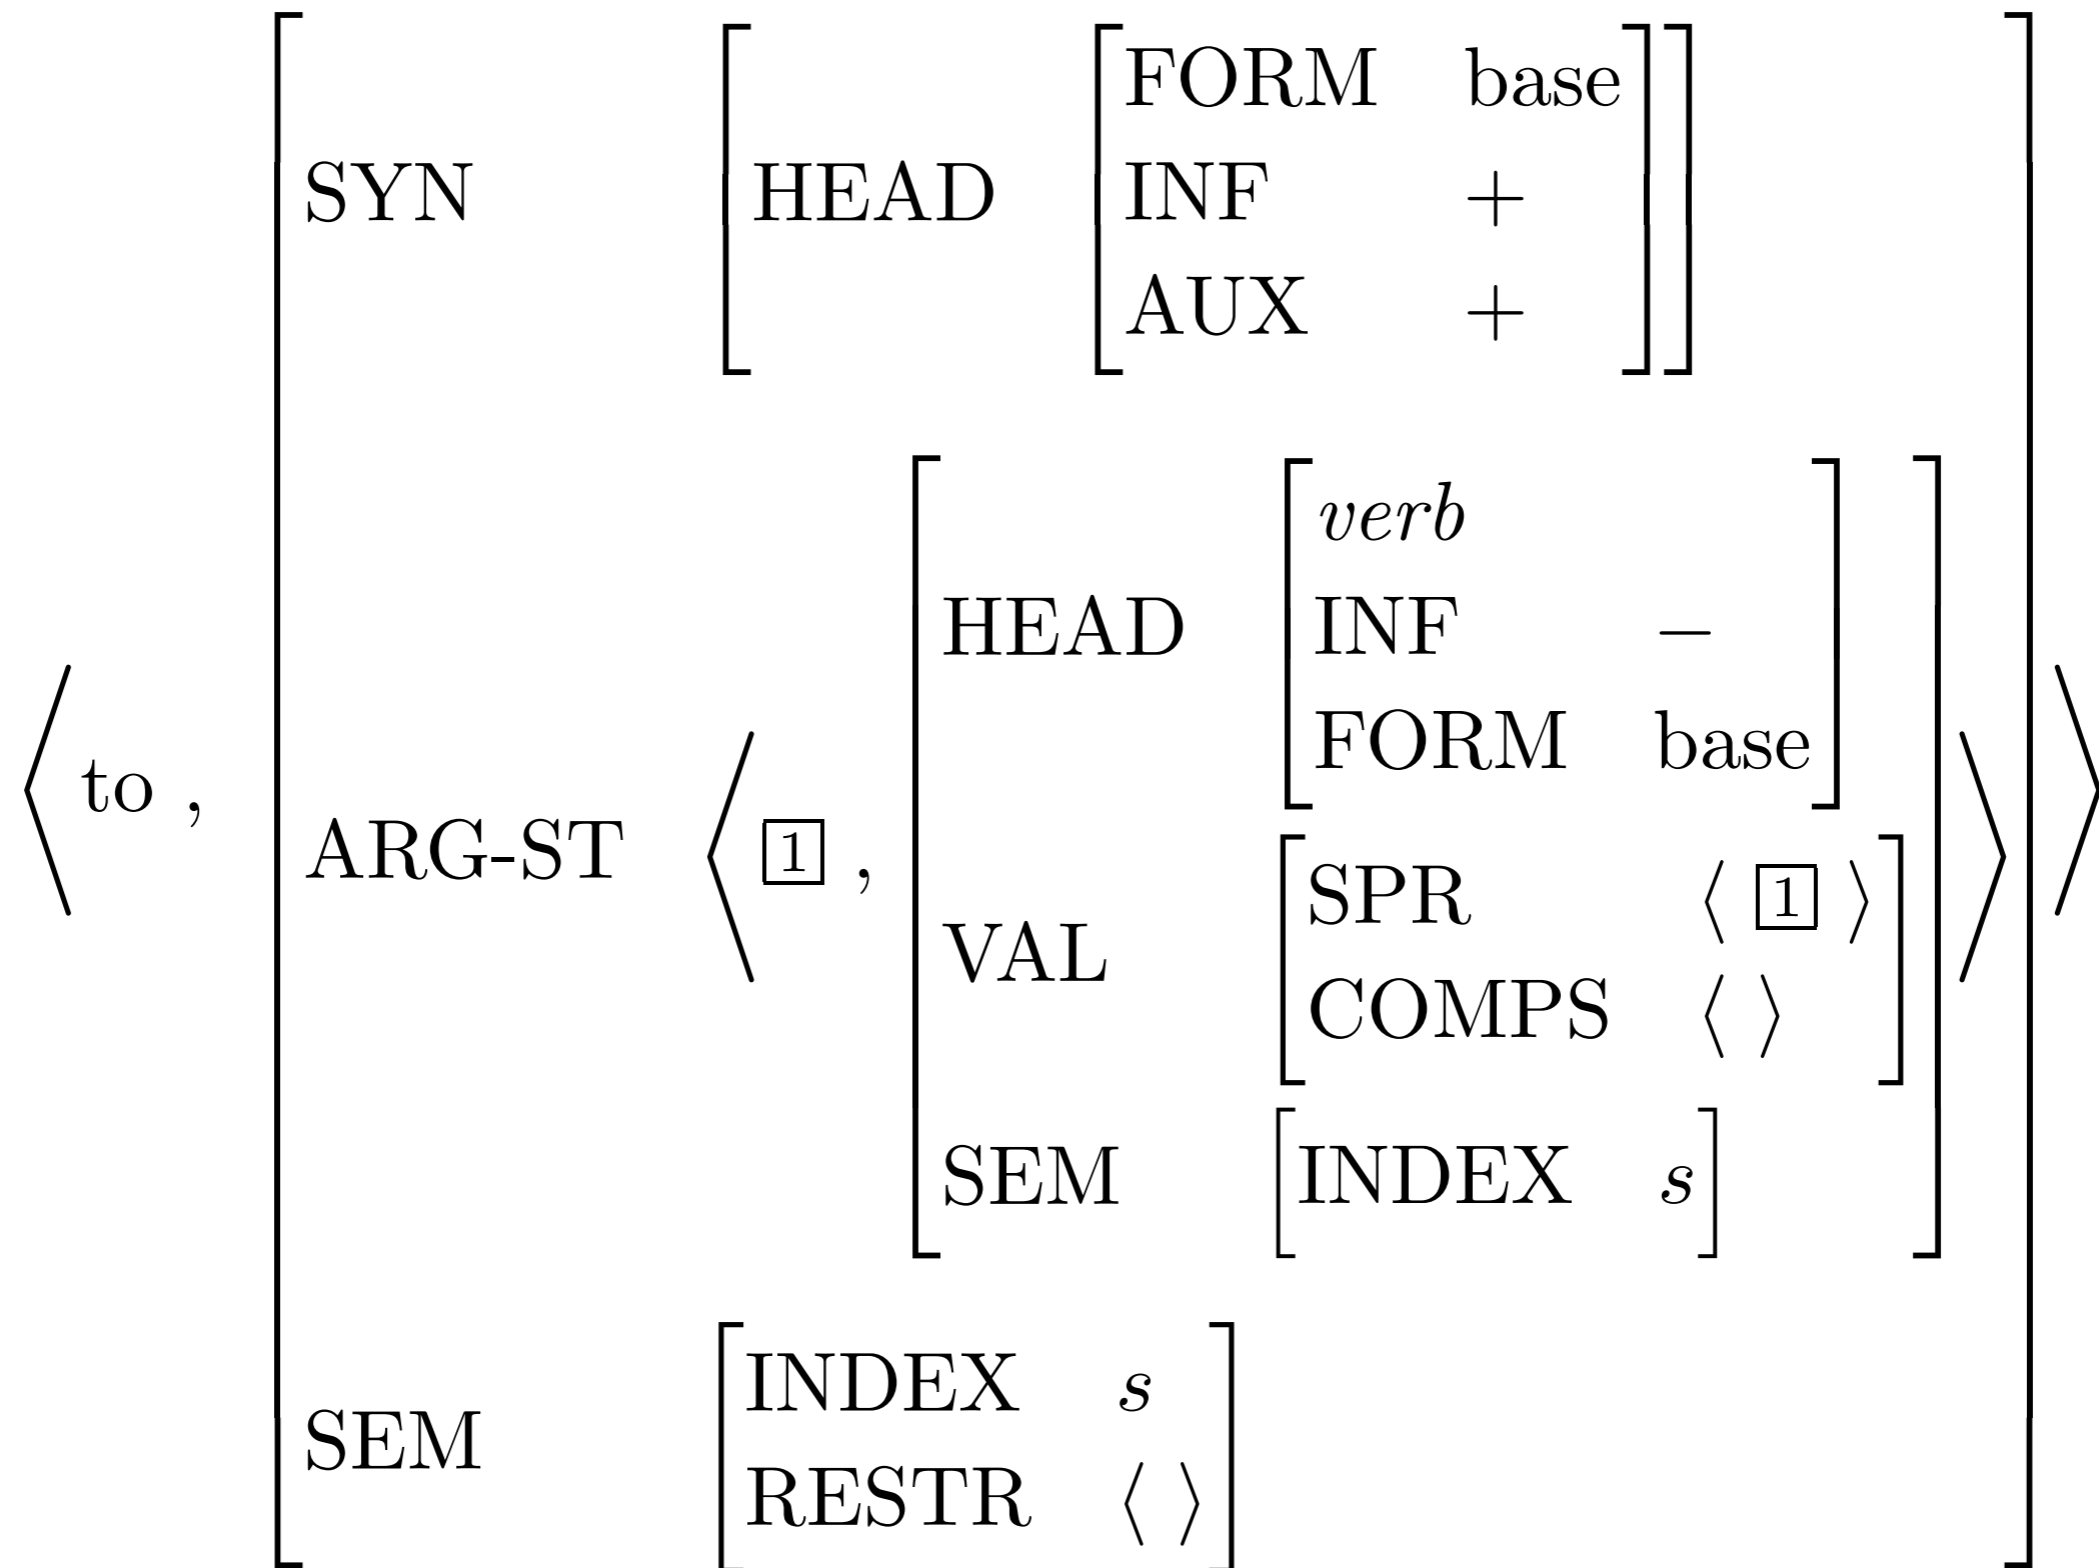 FORM base
SYN HEAD INF +
AUX +
verb
HEAD INF −
FORM base
⟨ to , ARG-ST ⟨ 1 , SPR ⟨ 1 ⟩ ⟩ ⟩
VAL
COMPS ⟨ ⟩
SEM [INDEX s]
INDEX s
SEM
RESTR ⟨ ⟩